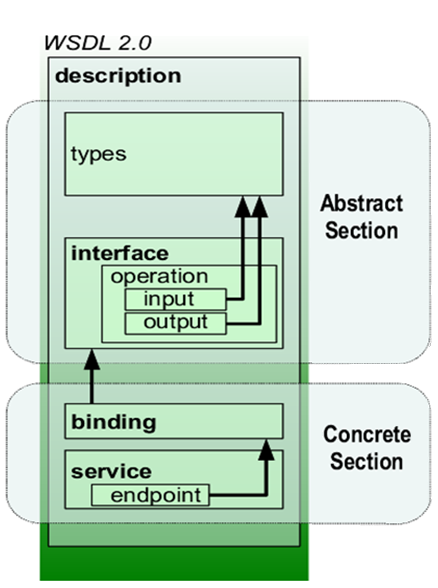 WSDL 2.0
description
types
Abstract
Section
interface
operation
input
output
binding
Concrete
Section
service
endpoint